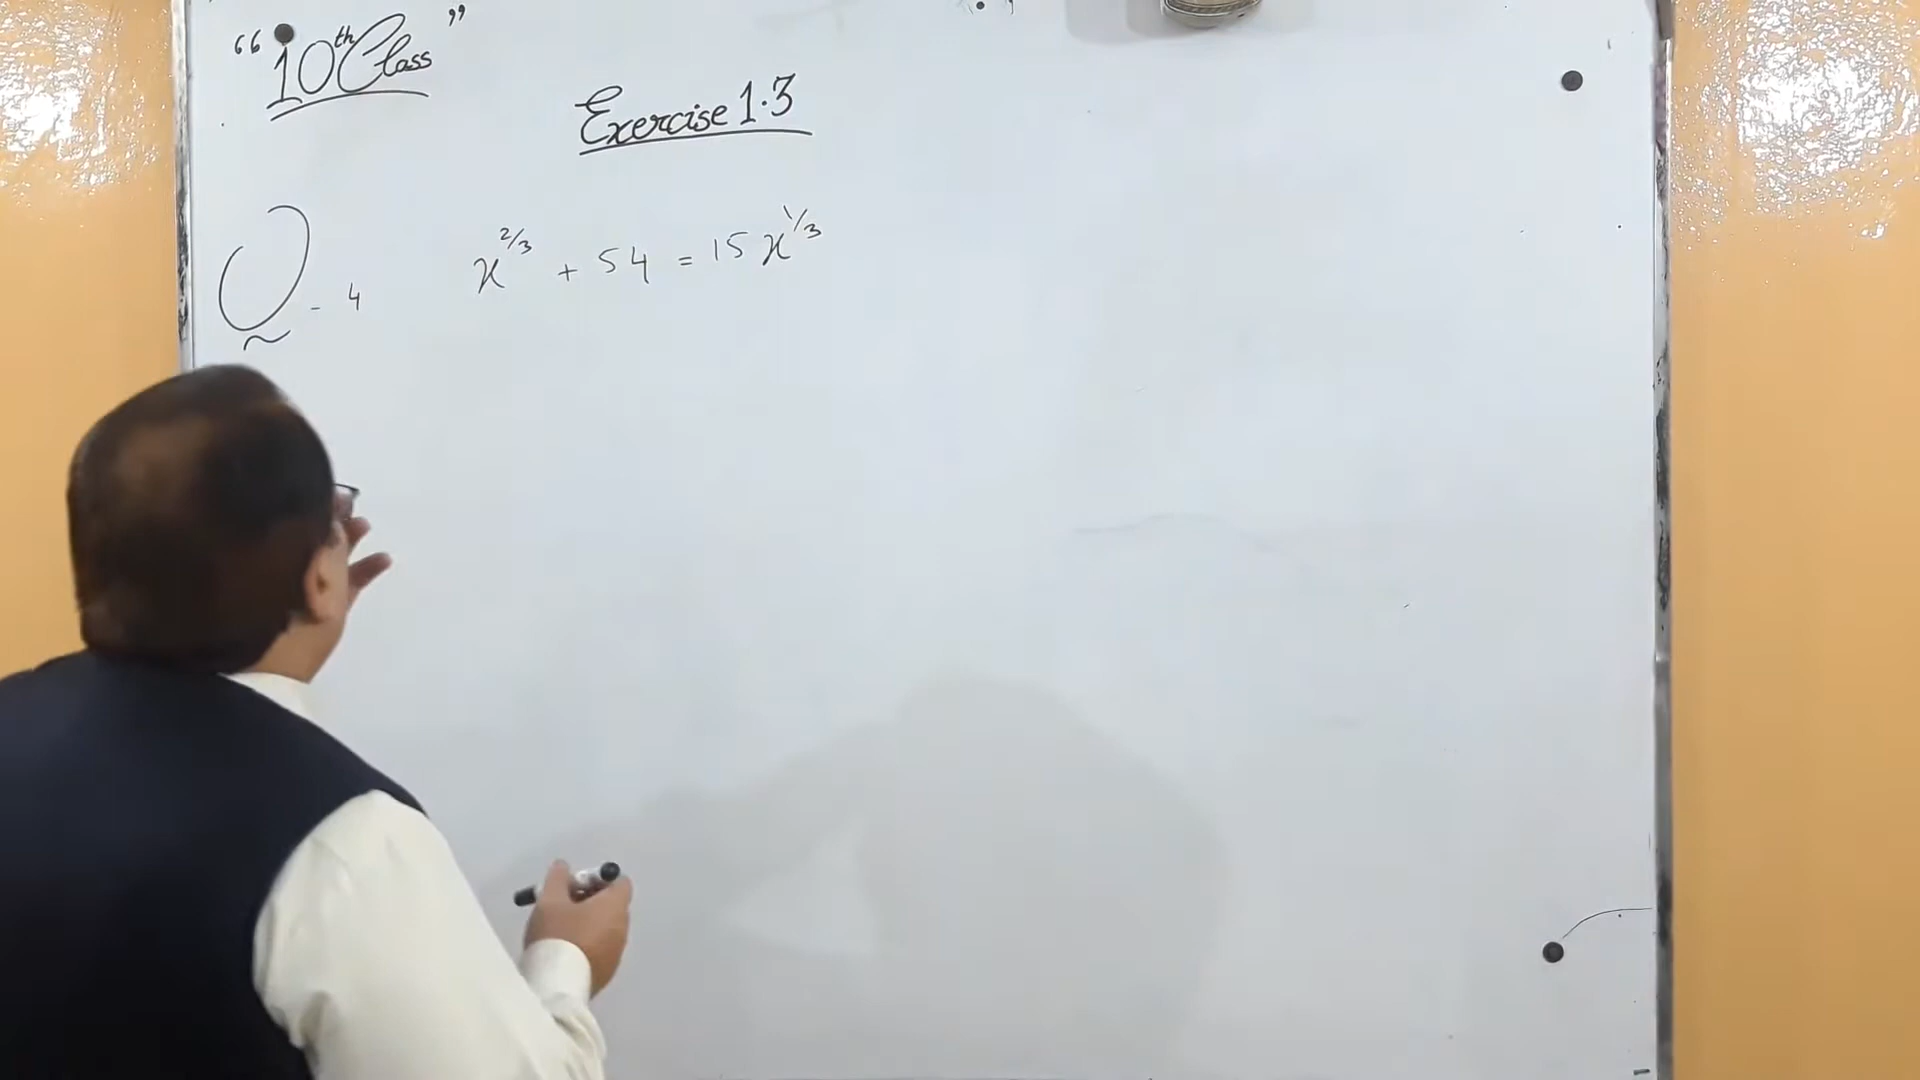 “10th Class”
Exercise 1.3
Q - 4 x^{2/3} + 54 = 15 x^{1/3}